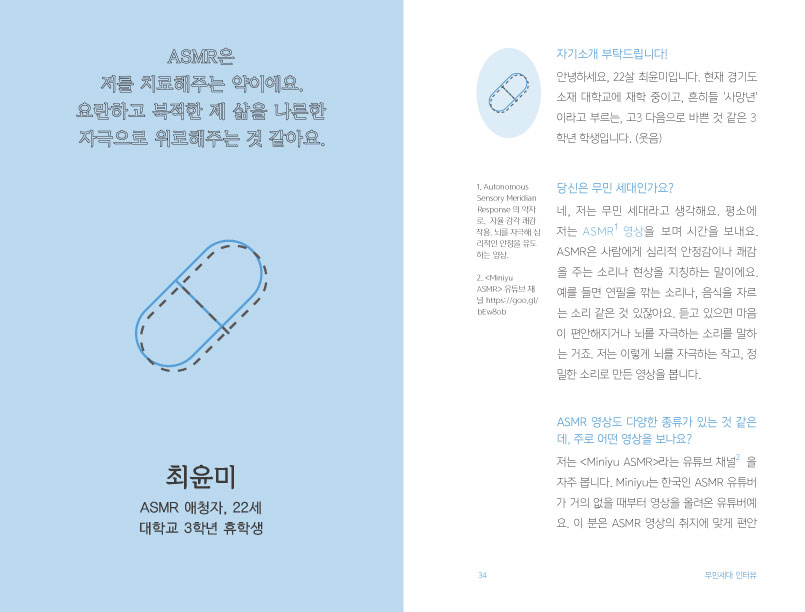 ASMR은
저를 치료해주는 약이에요.
요란하고 북적한 제 삶을 나른한
자극으로 위로해주는 것 같아요.
최윤미
ASMR 애청자, 22세
대학교 3학년 휴학생
자기소개 부탁드립니다!
안녕하세요, 22살 최윤미입니다. 현재 경기도
소재 대학교에 재학 중이고, 흔히들 '사망년'
이라고 부르는, 고3 다음으로 바쁜 것 같은 3
학년 학생입니다. (웃음)
당신은 무민 세대인가요?
네, 저는 무민 세대라고 생각해요. 평소에
저는 ASMR1 영상을 보며 시간을 보내요.
ASMR은 사람에게 심리적 안정감이나 쾌감
을 주는 소리나 현상을 지칭하는 말이에요.
예를 들면 연필을 깎는 소리나, 음식을 자르
는 소리 같은 것 있잖아요. 듣고 있으면 마음
이 편안해지거나 뇌를 자극하는 소리를 말하
는 거죠. 저는 이렇게 뇌를 자극하는 작고, 정
밀한 소리로 만든 영상을 봅니다.
1. Autonomous
Sensory Meridian
Response 의 약자
로, 자율 감각 쾌감
작용. 뇌를 자극해 심
리적인 안정을 유도
하는 영상.
2. <Miniyu
ASMR> 유튜브 채
널 https://goo.gl/
bEw8ob
ASMR 영상도 다양한 종류가 있는 것 같은
데, 주로 어떤 영상을 보나요?
저는 <Miniyu ASMR>라는 유튜브 채널2 을
자주 봅니다. Miniyu는 한국인 ASMR 유튜버
가 거의 없을 때부터 영상을 올려온 유튜버예
요. 이 분은 ASMR 영상의 취지에 맞게 편안
34
무민세대 인터뷰